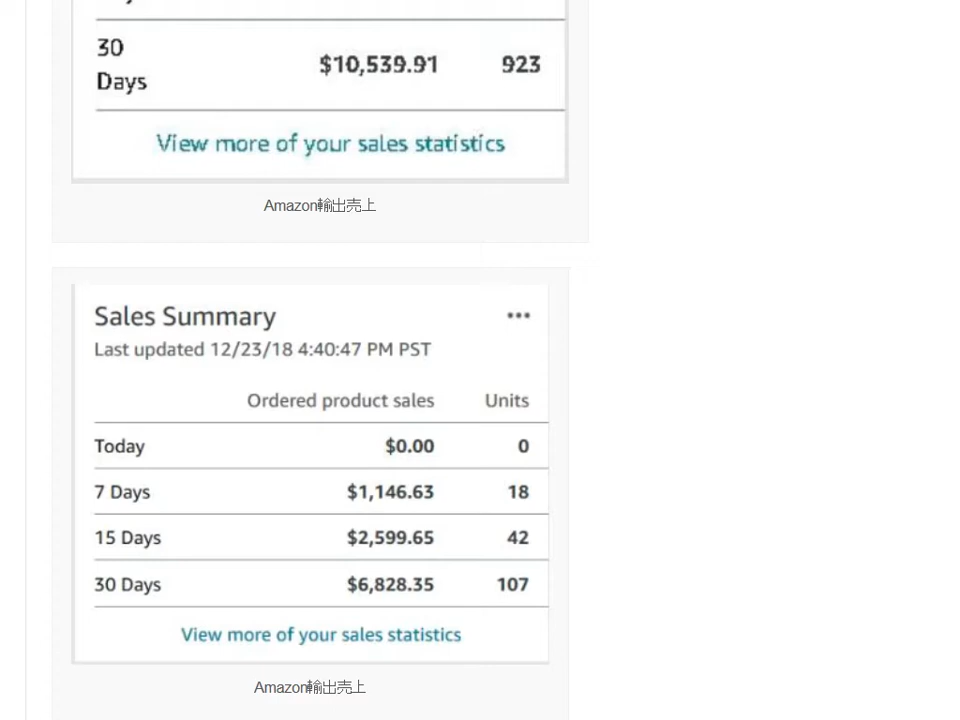 30
Days $10,539.91 923
View more of your sales statistics
Amazon輸出売上
Sales Summary
Last updated 12/23/18 4:40:47 PM PST
Ordered product sales Units
Today $0.00 0
7 Days $1,146.63 18
15 Days $2,599.65 42
30 Days $6,828.35 107
View more of your sales statistics
Amazon輸出売上